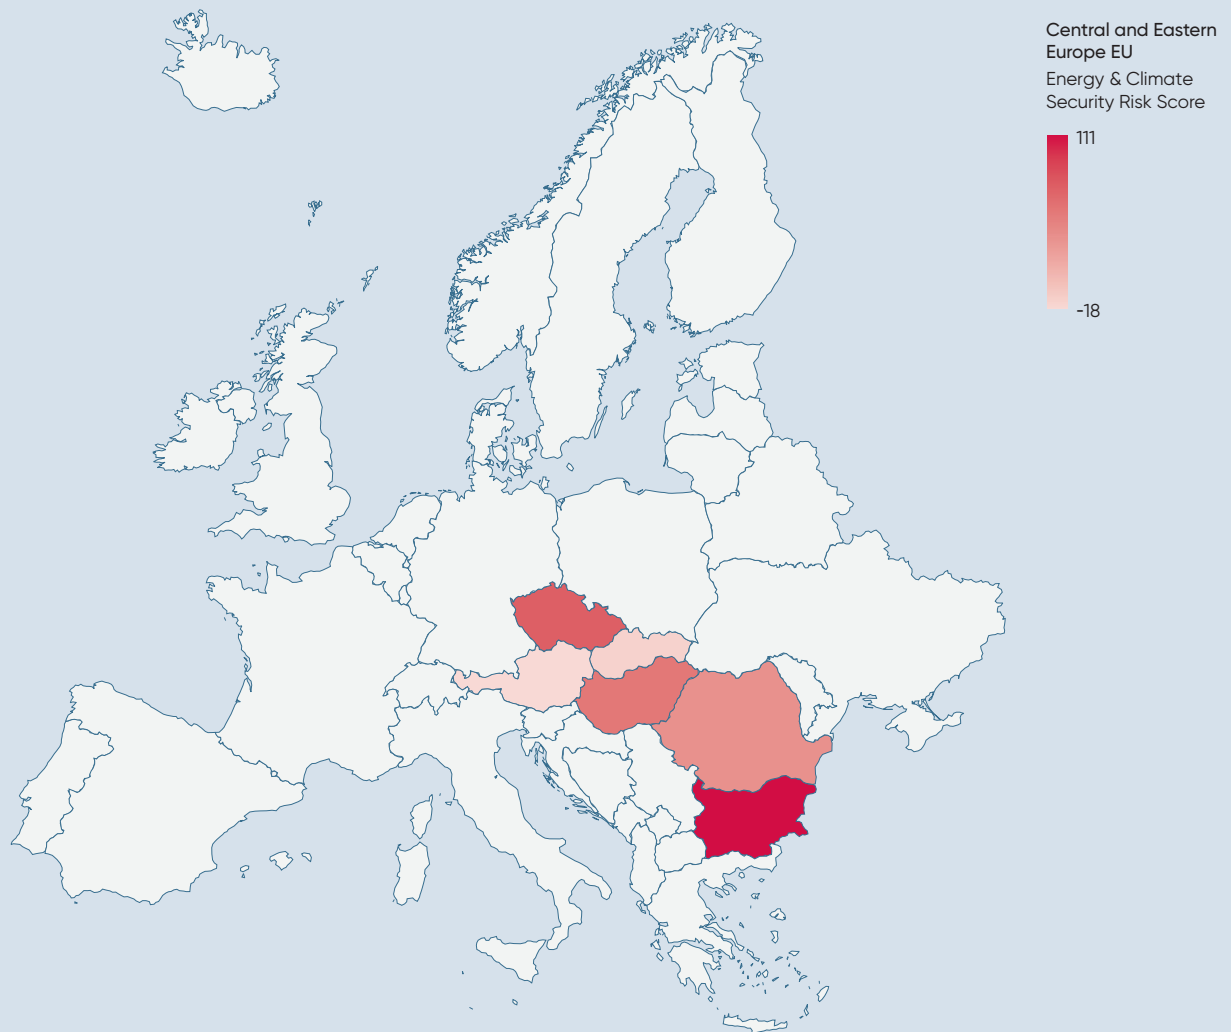 Central and Eastern
Europe EU
Energy & Climate
Security Risk Score
111
-18